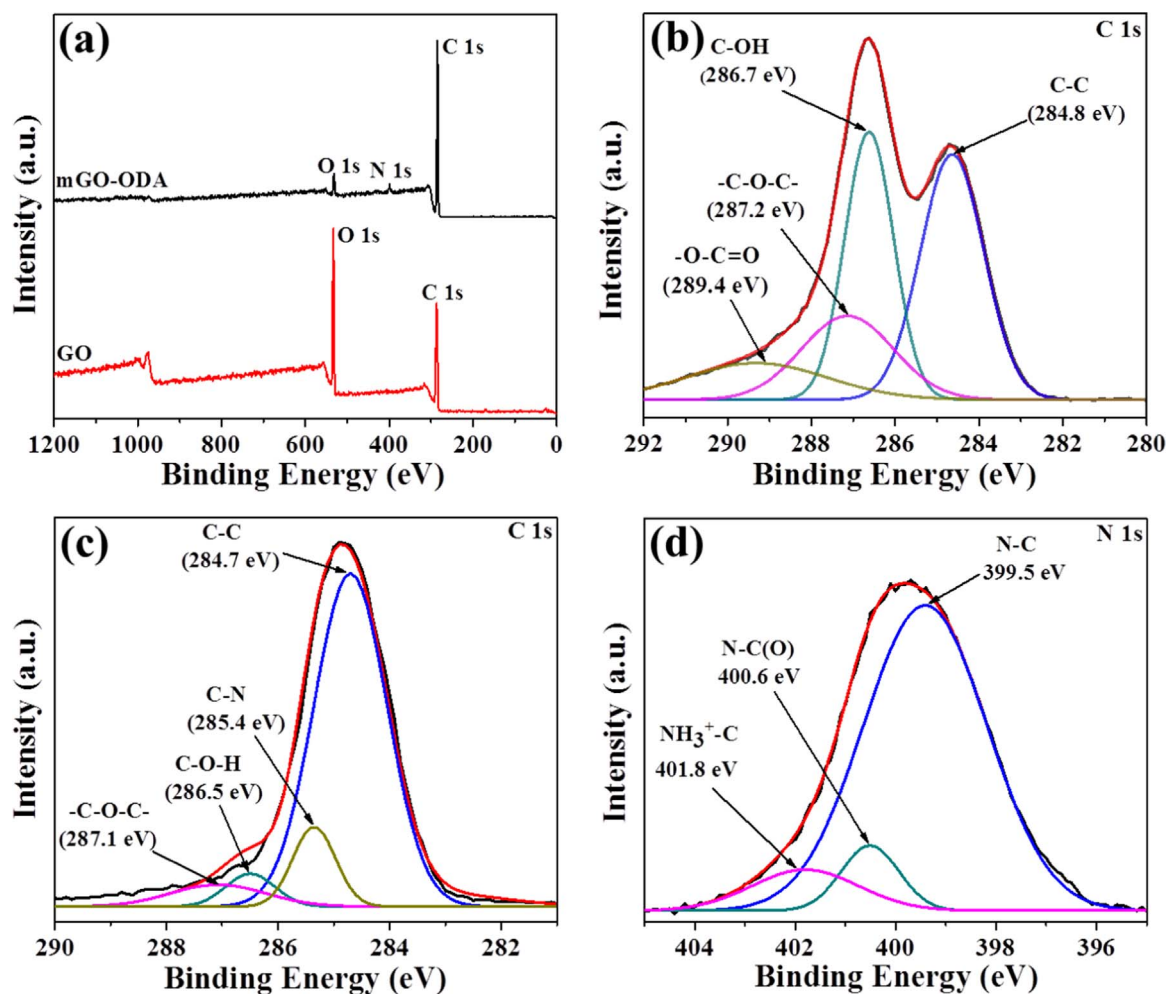 (a)
C 1s
O 1s
N 1s
mGO-ODA
O 1s
C 1s
GO
Intensity (a.u.)
1200 1000 800 600 400 200 0
Binding Energy (eV)
(b)
C 1s
C-OH
(286.7 eV)
C-C
(284.8 eV)
-C-O-C-
(287.2 eV)
-O-C=O
(289.4 eV)
Intensity (a.u.)
292 290 288 286 284 282 280
Binding Energy (eV)
(c)
C 1s
C-C
(284.7 eV)
C-N
(285.4 eV)
C-O-H
(286.5 eV)
-C-O-C-
(287.1 eV)
Intensity (a.u.)
290 288 286 284 282
Binding Energy (eV)
(d)
N 1s
N-C
399.5 eV
N-C(O)
400.6 eV
NH3+-C
401.8 eV
Intensity (a.u.)
404 402 400 398 396
Binding Energy (eV)